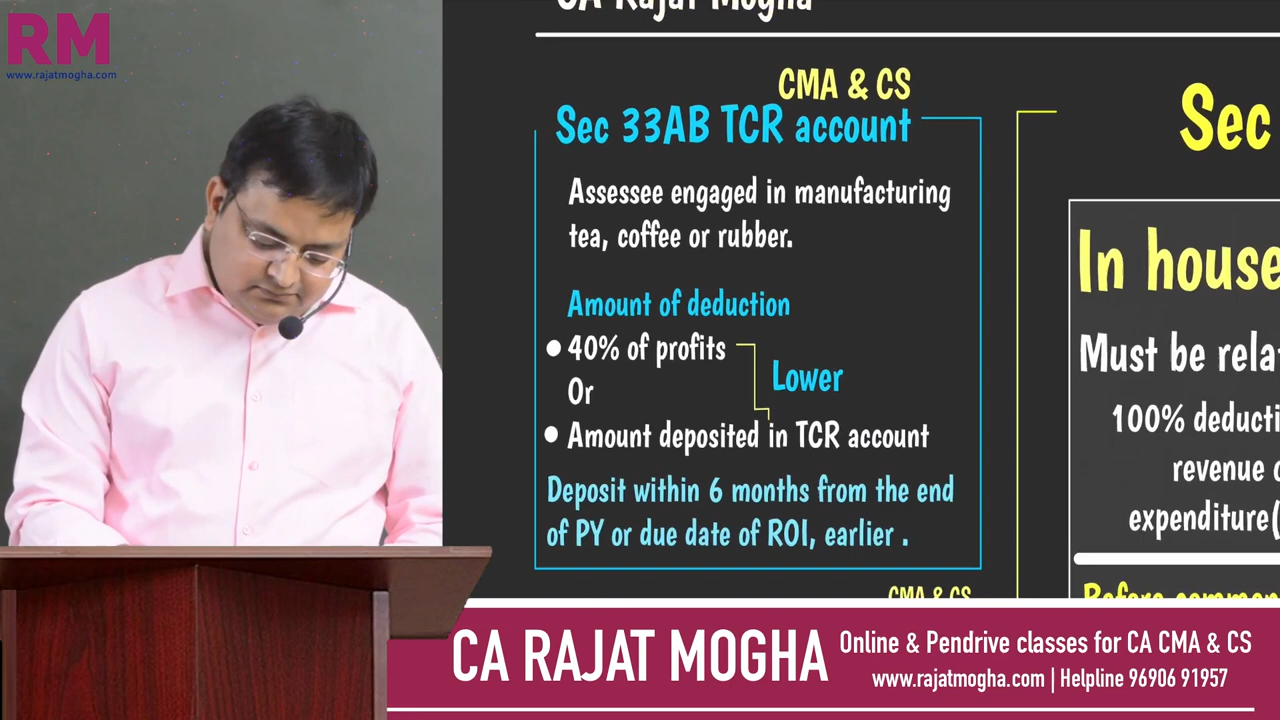 RM
www.rajatmogha.com
CA Rajat Mogha
CMA & CS
Sec 33AB TCR account
Assessee engaged in manufacturing
tea, coffee or rubber.
Amount of deduction
● 40% of profits
Or
Lower
● Amount deposited in TCR account
Deposit within 6 months from the end
of PY or due date of ROI, earlier .
CMA & CS
Sec
In house
Must be rela
100% deducti
revenue o
expenditure(
Before commen
CA RAJAT MOGHA
Online & Pendrive classes for CA CMA & CS
www.rajatmogha.com | Helpline 96906 91957